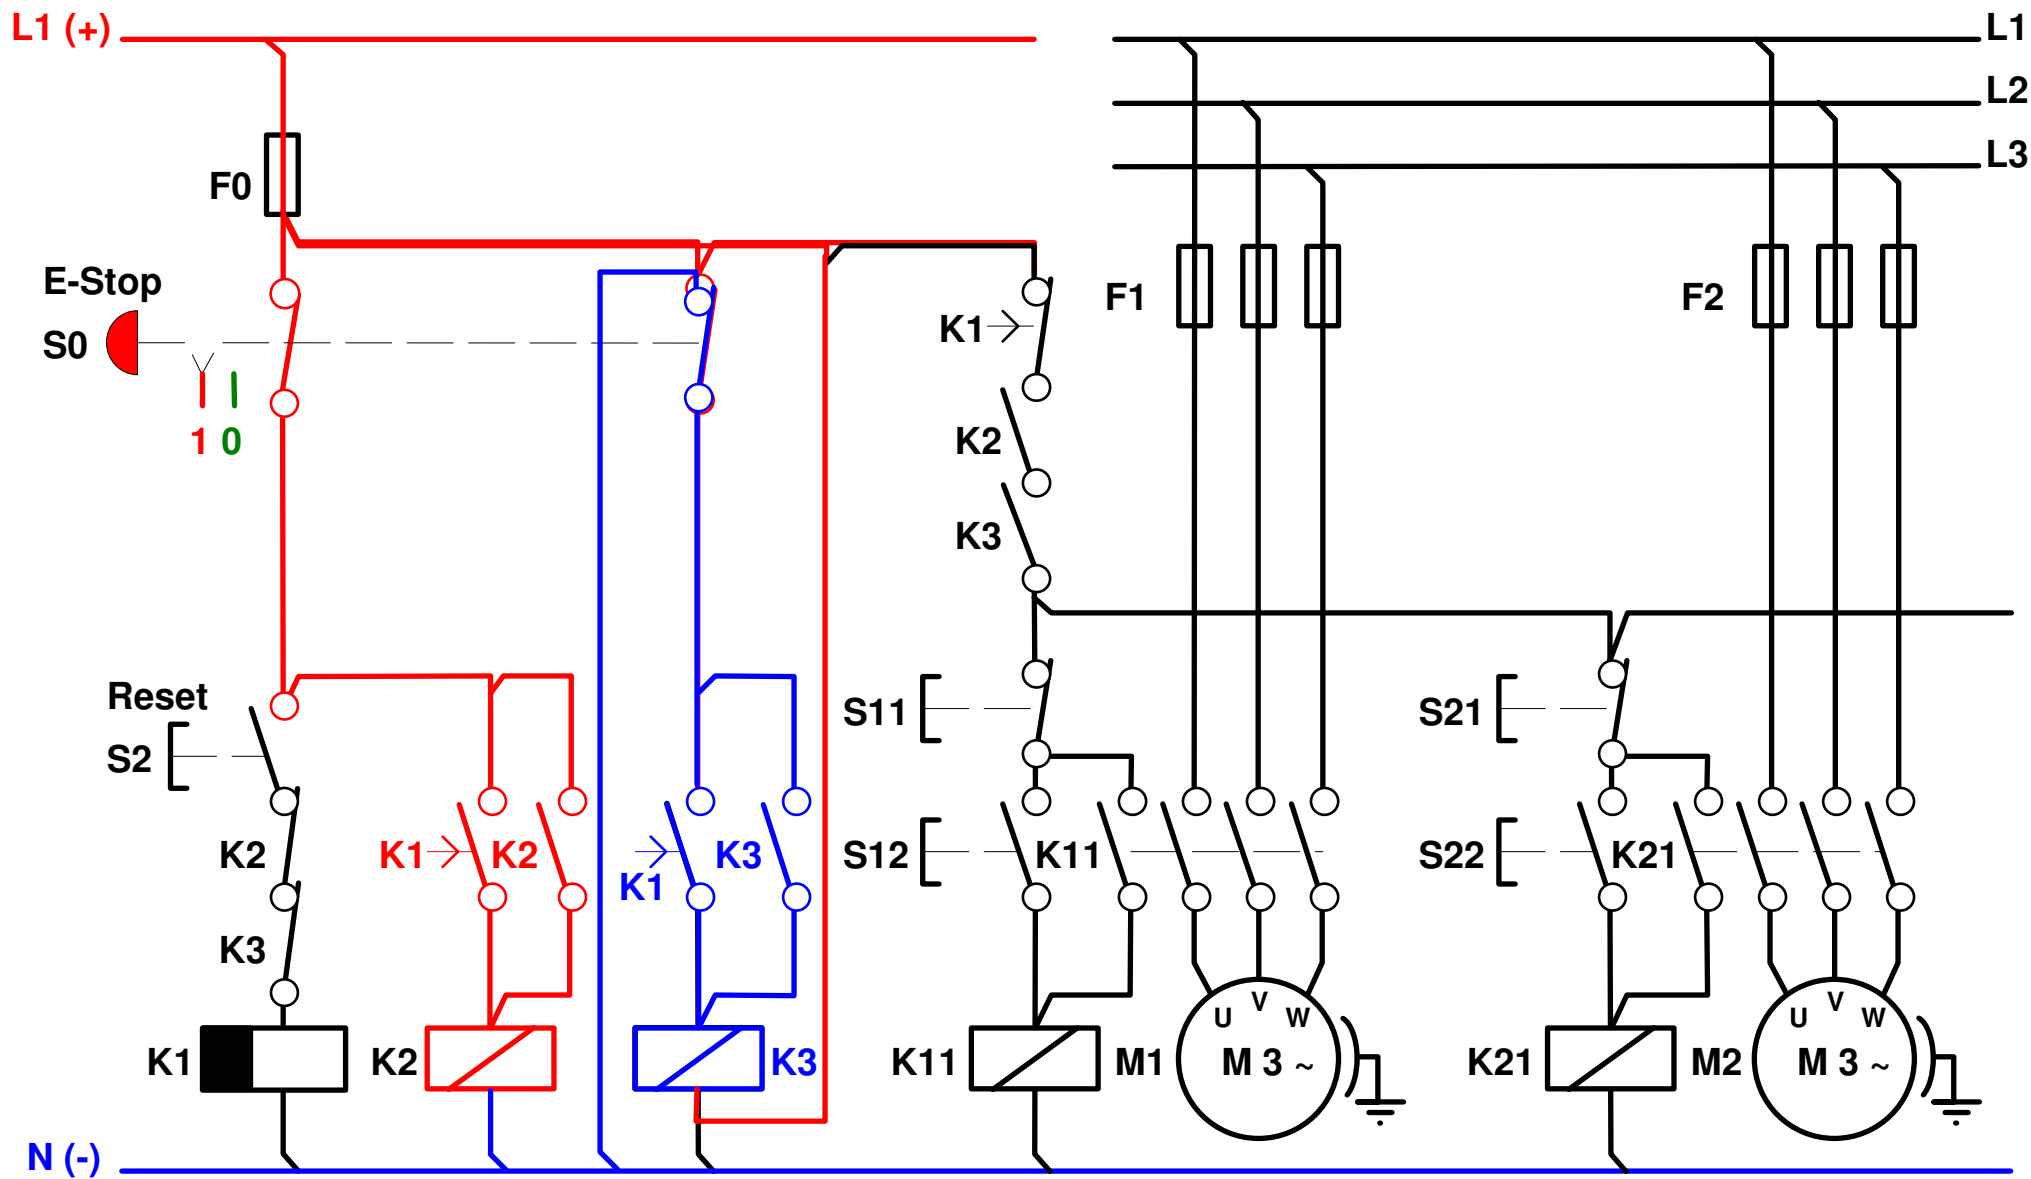 L1 (+)
L1
L2
L3
F0
E-Stop
S0
1 0
K1
F1
F2
K2
K3
Reset
S2
S11
S21
K2
K1
K2
K1
K3
S12
K11
S22
K21
K3
K1
K2
K3
K11
M1
U V W
M 3 ~
K21
M2
U V W
M 3 ~
N (-)